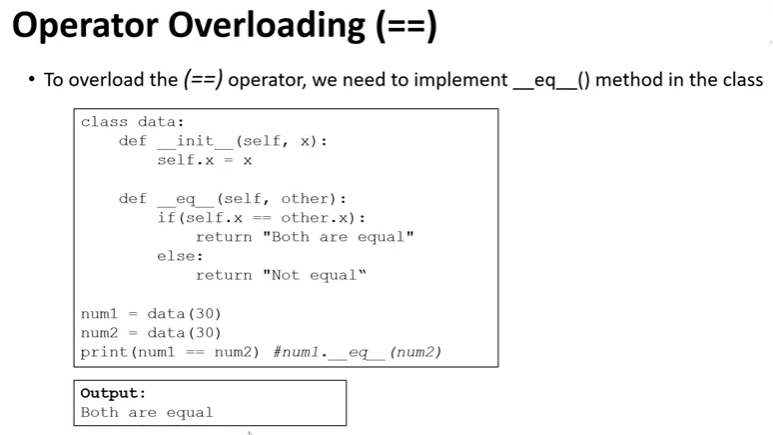 Operator Overloading (==)
• To overload the (==) operator, we need to implement __eq__() method in the class
class data:
    def __init__(self, x):
        self.x = x
    def __eq__(self, other):
        if(self.x == other.x):
            return "Both are equal"
        else:
            return "Not equal“
num1 = data(30)
num2 = data(30)
print(num1 == num2) #num1.__eq__(num2)
Output:
Both are equal